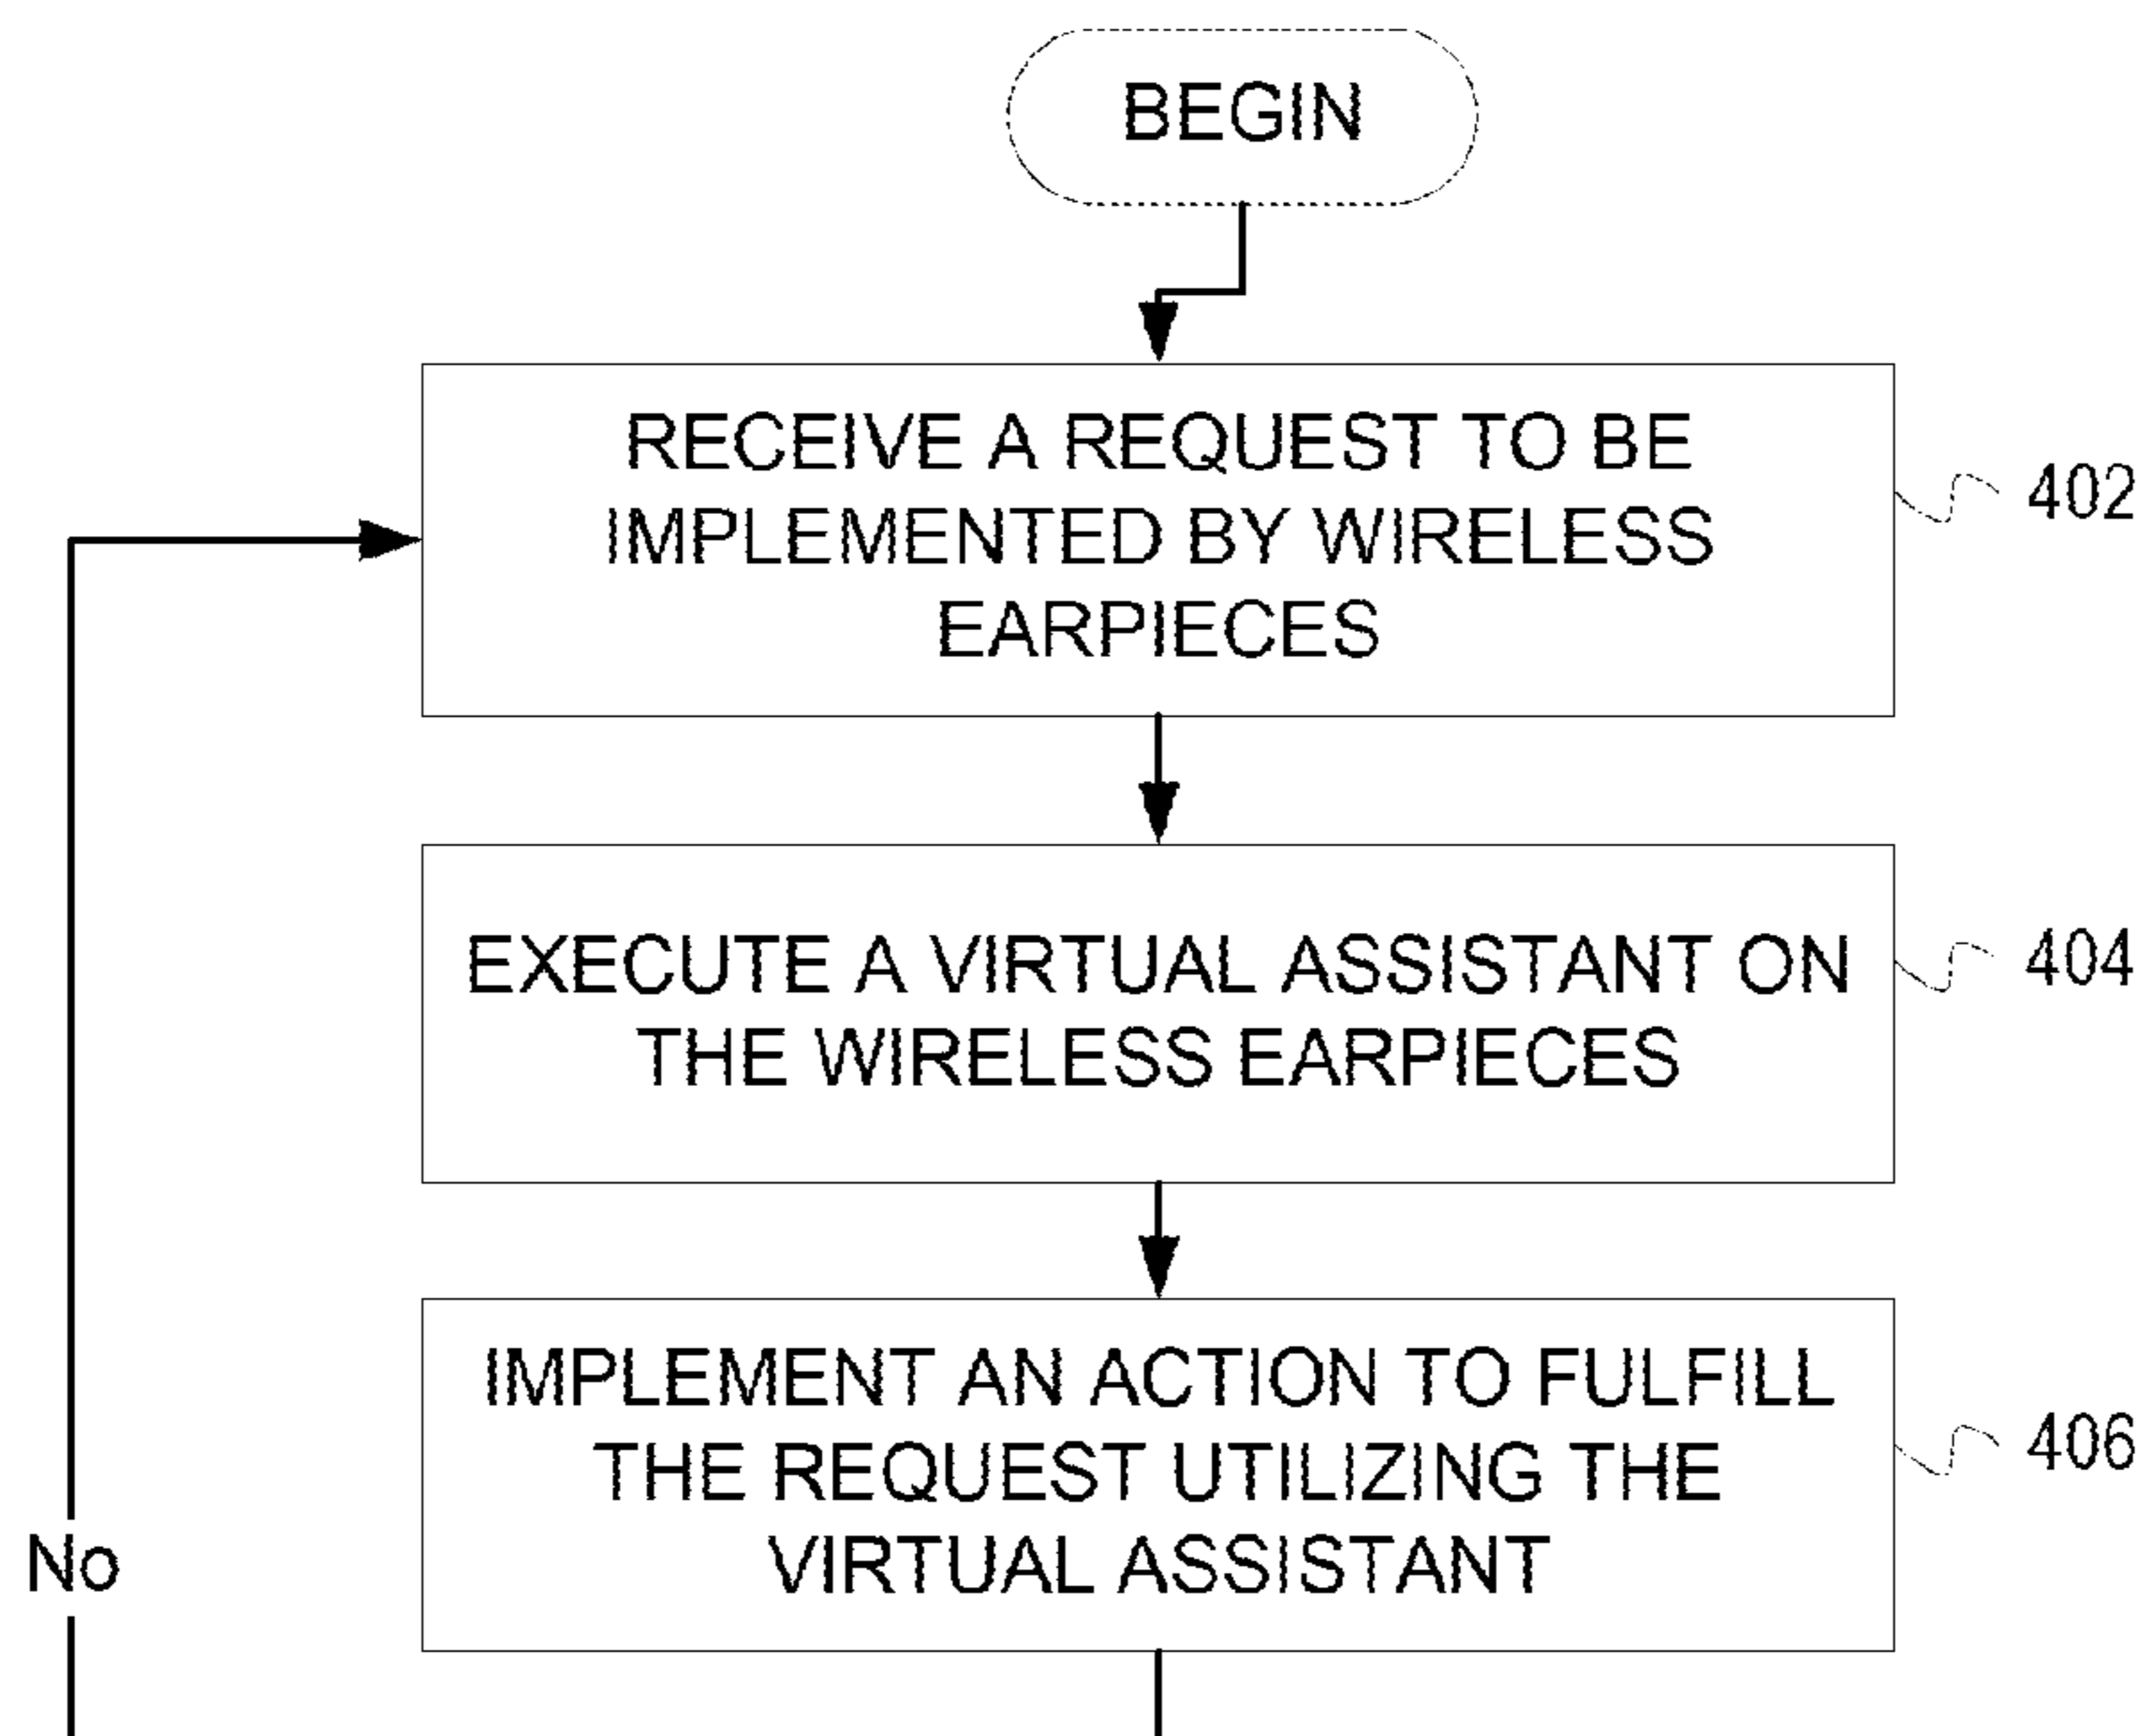 BEGIN
RECEIVE A REQUEST TO BE
IMPLEMENTED BY WIRELESS
EARPIECES
402
EXECUTE A VIRTUAL ASSISTANT ON
THE WIRELESS EARPIECES
404
IMPLEMENT AN ACTION TO FULFILL
THE REQUEST UTILIZING THE
VIRTUAL ASSISTANT
406
No